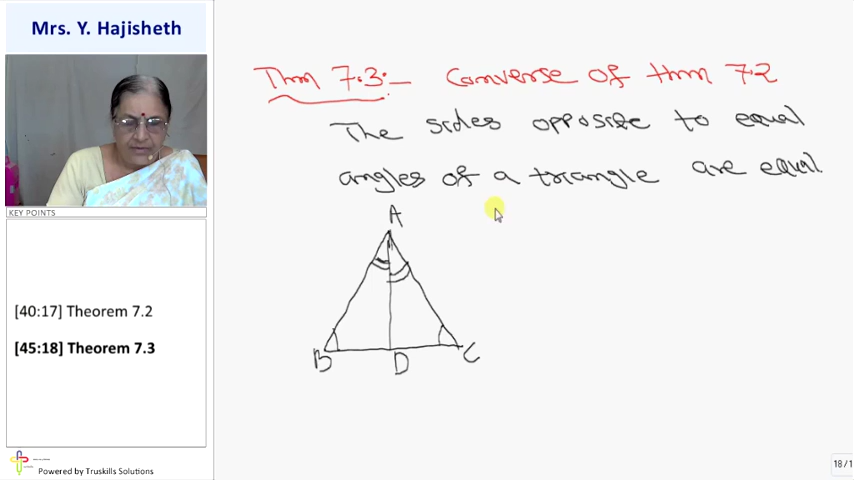 Mrs. Y. Hajisheth
KEY POINTS
[40:17] Theorem 7.2
[45:18] Theorem 7.3
Powered by Truskills Solutions
Thm 7.3:- Converse of thm 7.2
The sides opposite to equal
angles of a triangle are equal
A
B D C
18/1